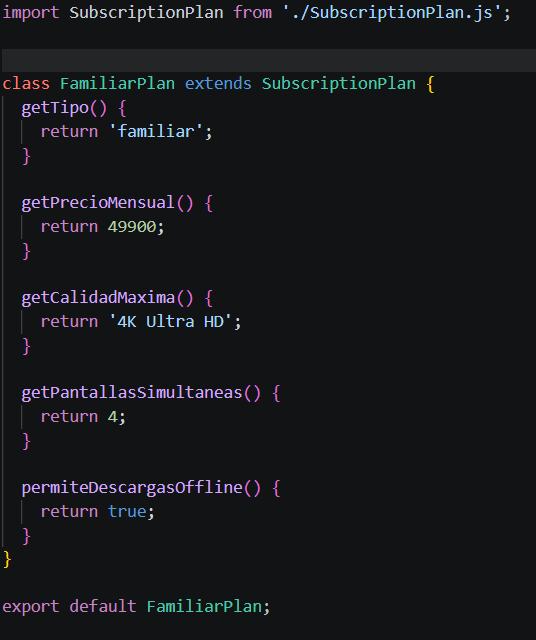 import SubscriptionPlan from './SubscriptionPlan.js';
class FamiliarPlan extends SubscriptionPlan {
getTipo() {
return 'familiar';
}
getPrecioMensual() {
return 49900;
}
getCalidadMaxima() {
return '4K Ultra HD';
}
getPantallasSimultaneas() {
return 4;
}
permiteDescargasOffline() {
return true;
}
}
export default FamiliarPlan;